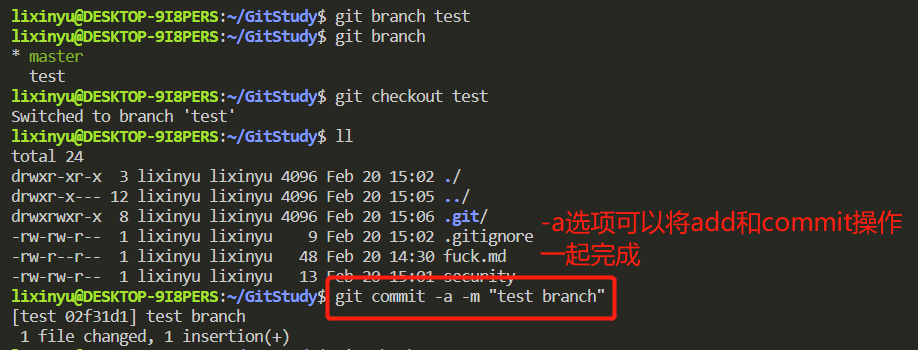 lixinyu@DESKTOP-9I8PERS:~/GitStudy$ git branch test
lixinyu@DESKTOP-9I8PERS:~/GitStudy$ git branch
* master
  test
lixinyu@DESKTOP-9I8PERS:~/GitStudy$ git checkout test
Switched to branch 'test'
lixinyu@DESKTOP-9I8PERS:~/GitStudy$ ll
total 24
drwxr-xr-x  3 lixinyu lixinyu 4096 Feb 20 15:02 ./
drwxr-x--- 12 lixinyu lixinyu 4096 Feb 20 15:05 ../
drwxrwxr-x  8 lixinyu lixinyu 4096 Feb 20 15:06 .git/
-a选项可以将add和commit操作
一起完成
-rw-rw-r--  1 lixinyu lixinyu    9 Feb 20 15:02 .gitignore
-rw-r--r--  1 lixinyu lixinyu   48 Feb 20 14:30 fuck.md
-rw-rw-r--  1 lixinyu lixinyu   13 Feb 20 15:01 security
lixinyu@DESKTOP-9I8PERS:~/GitStudy$ git commit -a -m "test branch"
[test 02f31d1] test branch
 1 file changed, 1 insertion(+)